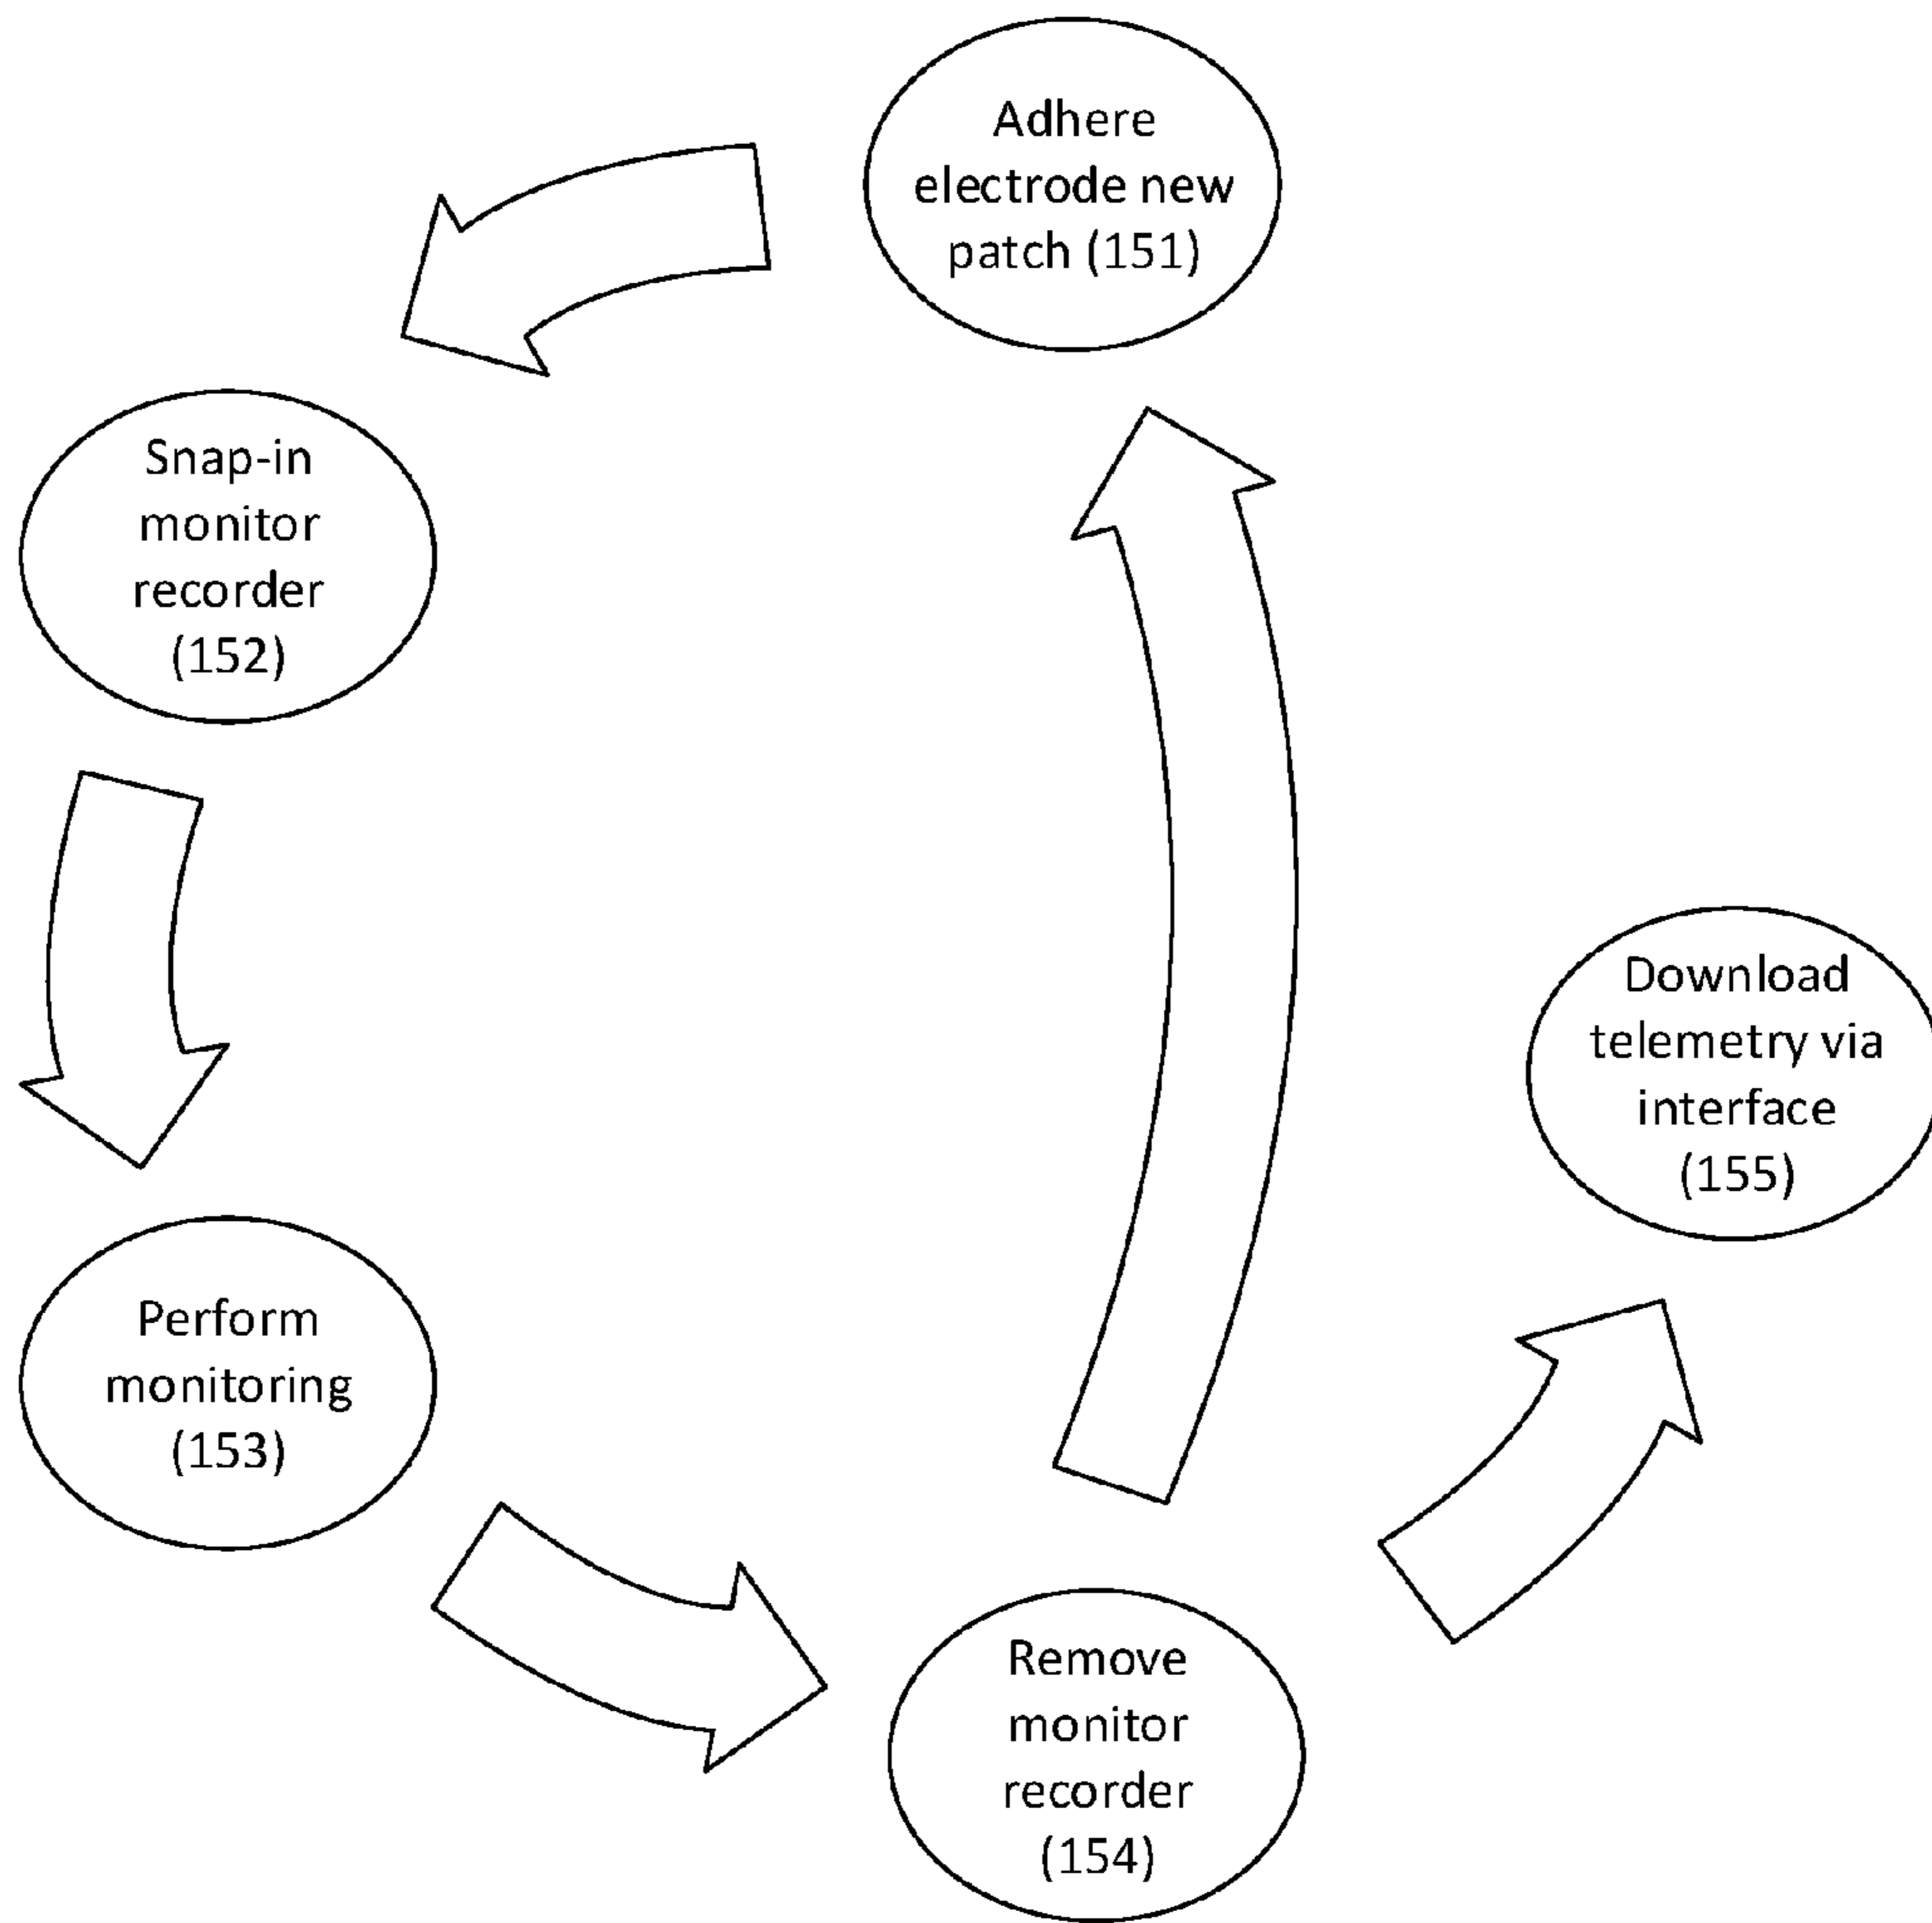 Adhere
electrode new
patch (151)
Snap-in
monitor
recorder
(152)
Perform
monitoring
(153)
Remove
monitor
recorder
(154)
Download
telemetry via
interface
(155)